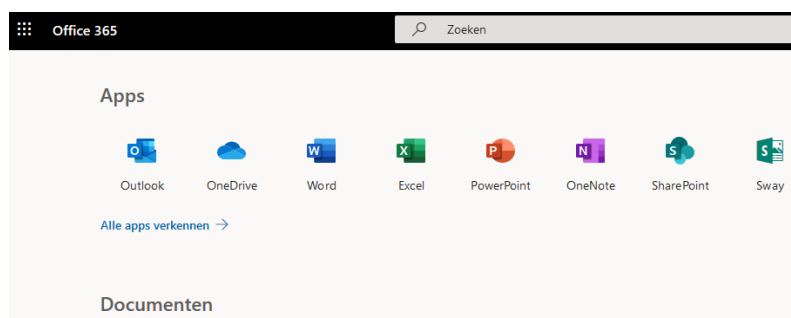 Office 365
Zoeken
Apps
Outlook OneDrive Word Excel PowerPoint OneNote SharePoint Sway
Alle apps verkennen
Documenten